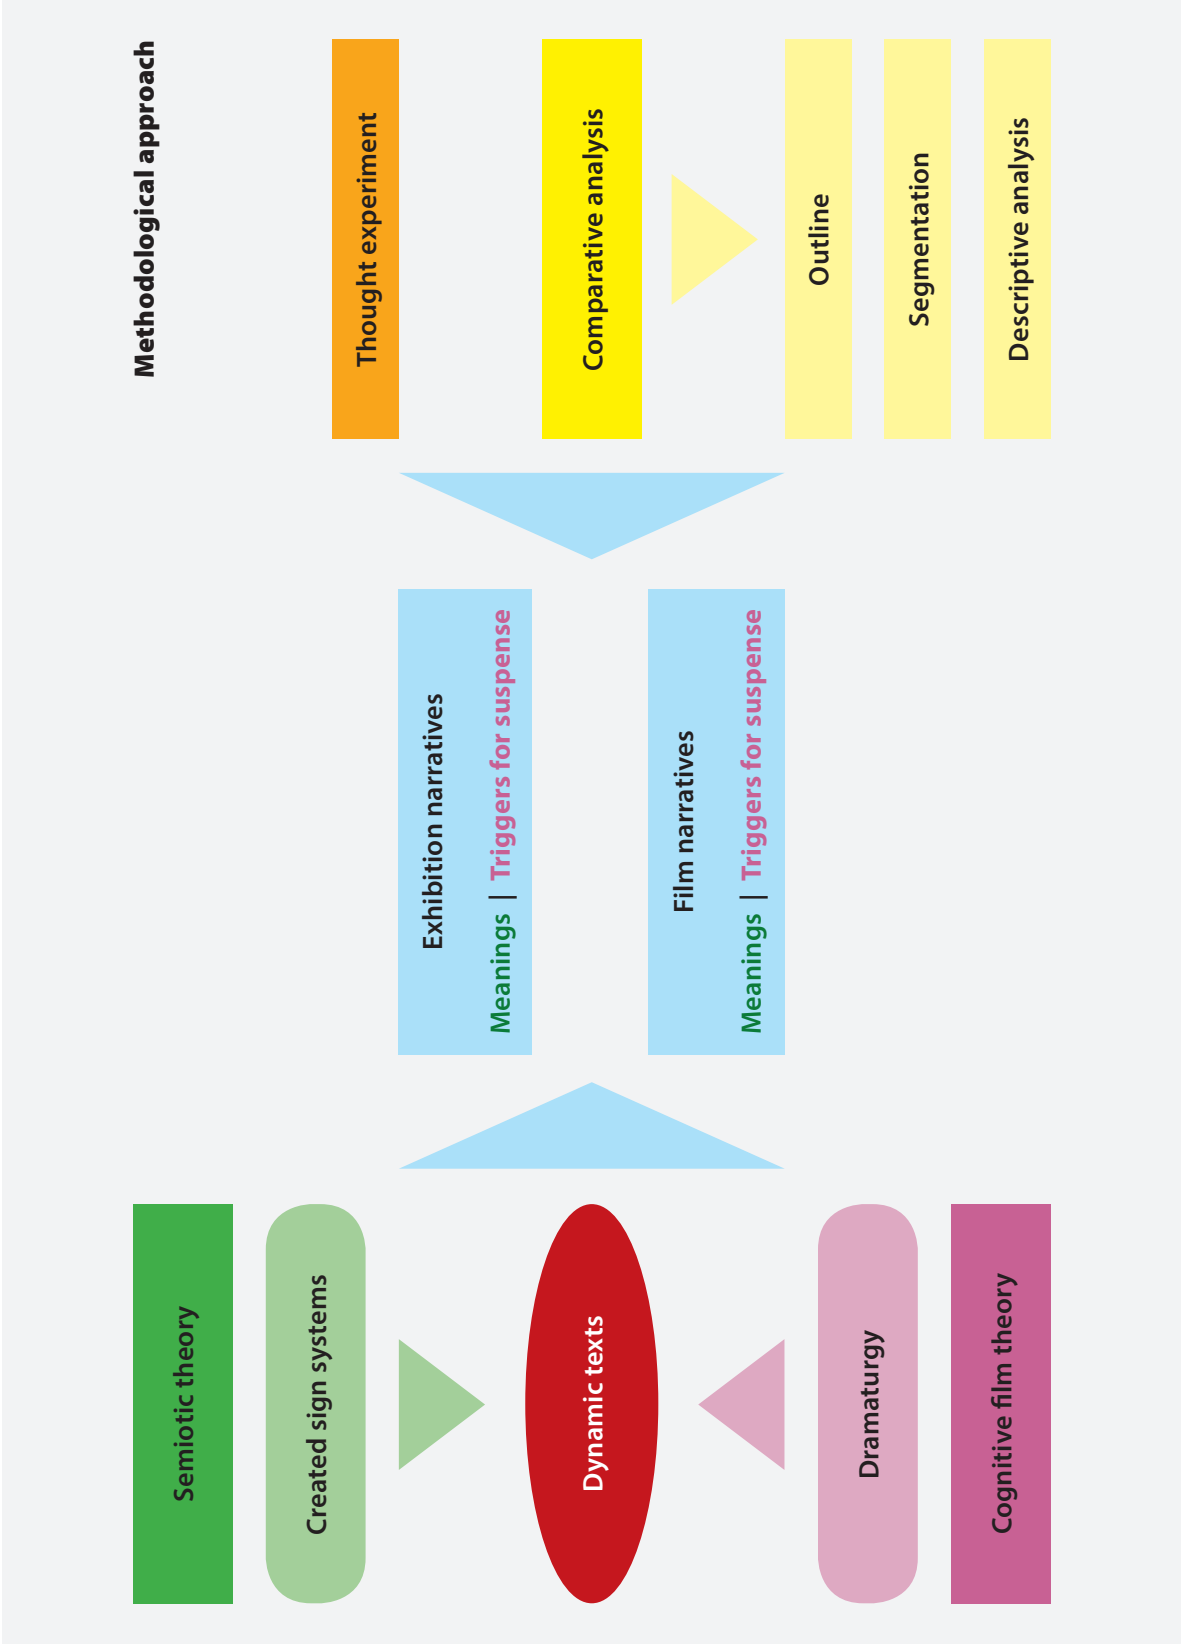 Methodological approach
Semiotic theory
Created sign systems
Dynamic texts
Dramaturgy
Cognitive film theory
Exhibition narratives
Meanings | Triggers for suspense
Film narratives
Meanings | Triggers for suspense
Thought experiment
Comparative analysis
Outline
Segmentation
Descriptive analysis